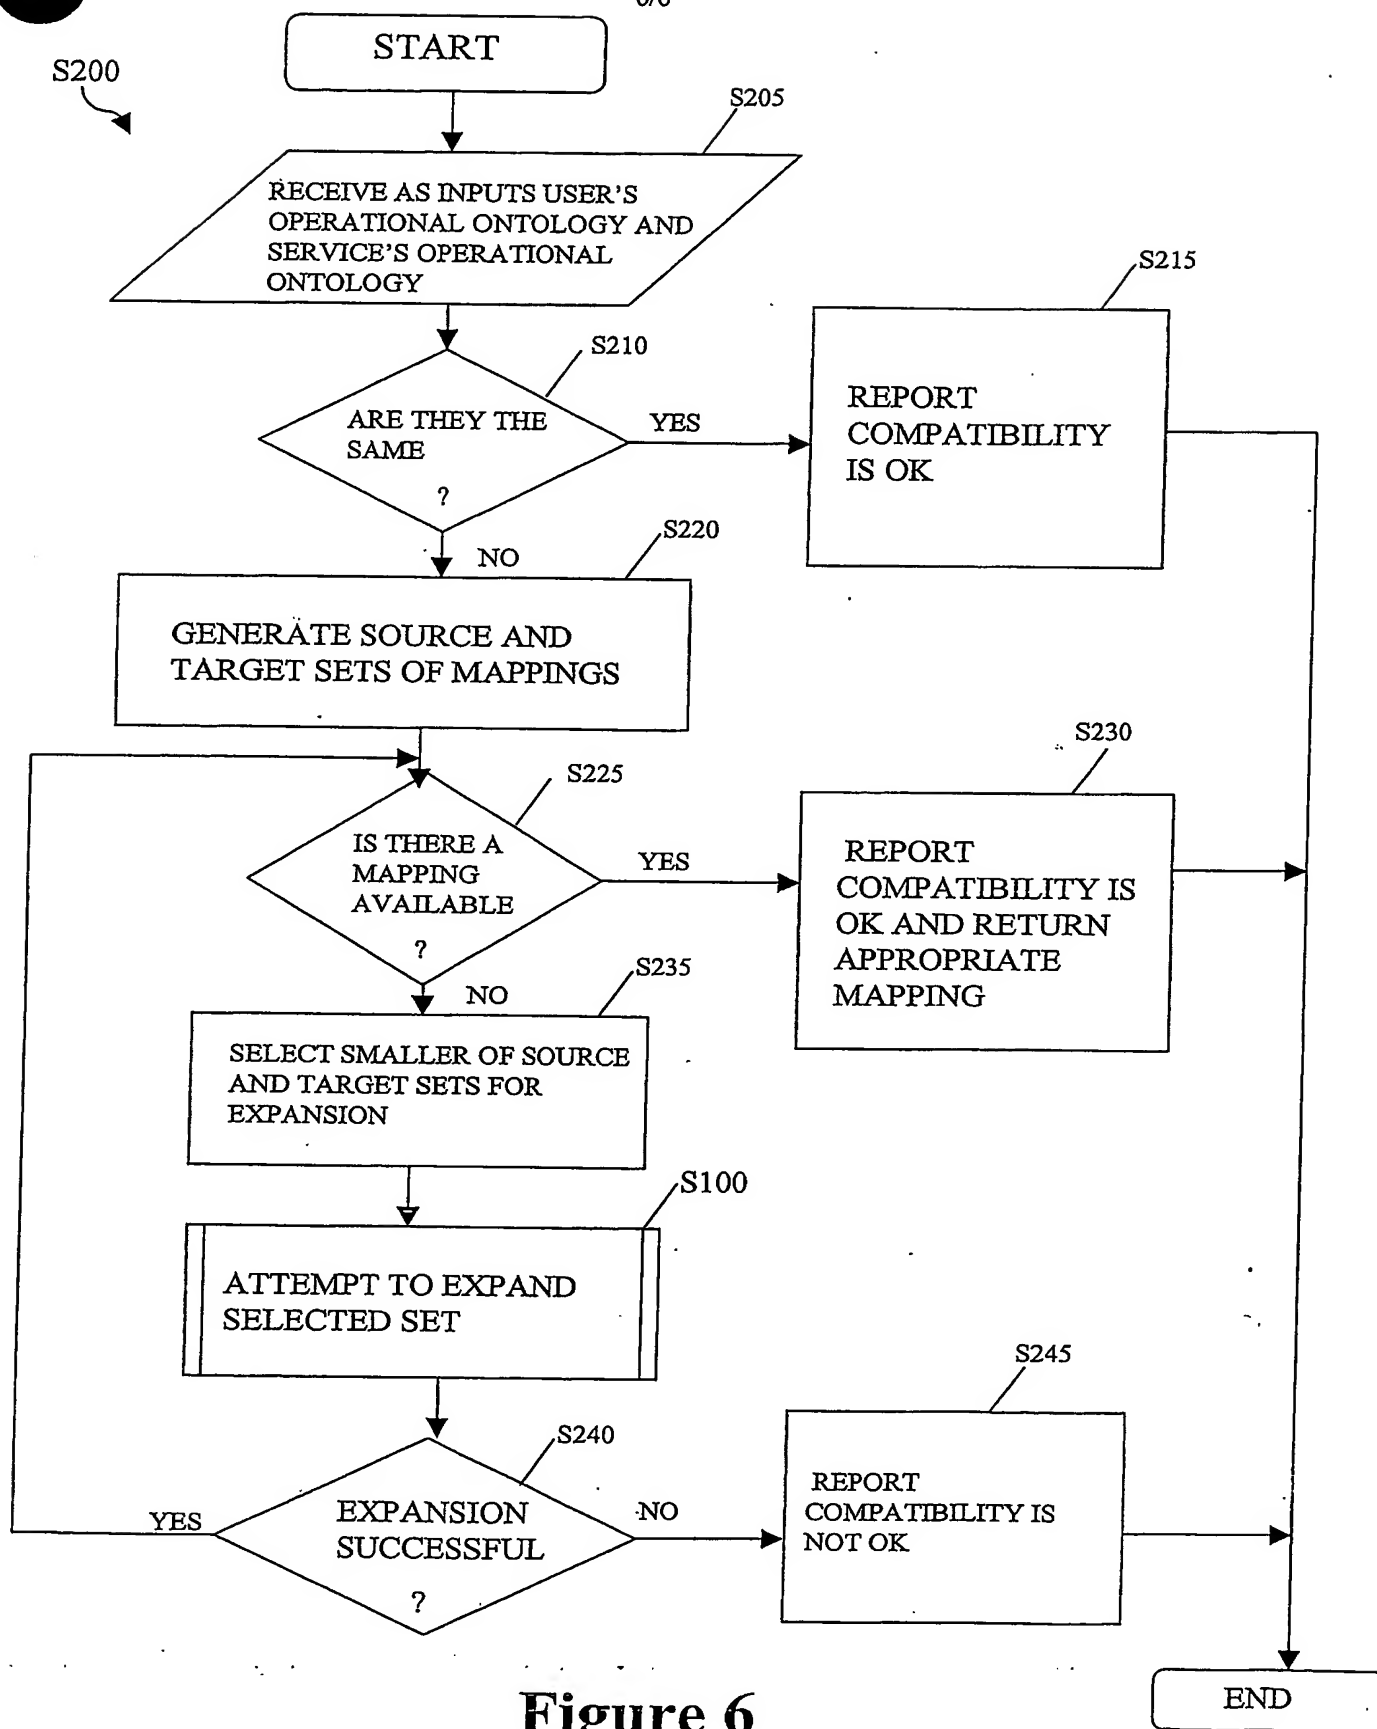 START
S200
S205
RECEIVE AS INPUTS USER'S
OPERATIONAL ONTOLOGY AND
SERVICE'S OPERATIONAL
ONTOLOGY
S210
ARE THEY THE
SAME
?
YES
S215
REPORT
COMPATIBILITY
IS OK
NO
S220
GENERATE SOURCE AND
TARGET SETS OF MAPPINGS
S225
IS THERE A
MAPPING
AVAILABLE
?
YES
S230
REPORT
COMPATIBILITY IS
OK AND RETURN
APPROPRIATE
MAPPING
NO
S235
SELECT SMALLER OF SOURCE
AND TARGET SETS FOR
EXPANSION
S100
ATTEMPT TO EXPAND
SELECTED SET
S240
EXPANSION
SUCCESSFUL
?
YES
NO
S245
REPORT
COMPATIBILITY IS
NOT OK
END
Figure 6